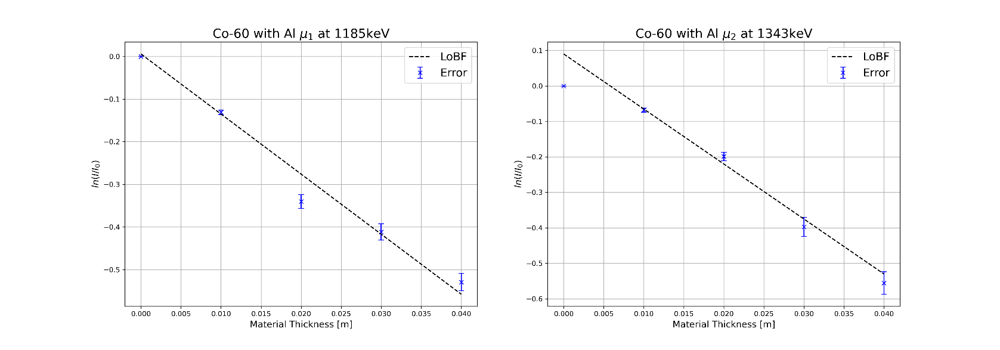 Co-60 with Al μ₁ at 1185keV
LoBF
Error
0.0
−0.1
−0.2
−0.3
−0.4
−0.5
ln(I/I₀)
0.000 0.005 0.010 0.015 0.020 0.025 0.030 0.035 0.040
Material Thickness [m]
Co-60 with Al μ₂ at 1343keV
LoBF
Error
0.1
0.0
−0.1
−0.2
−0.3
−0.4
−0.5
−0.6
ln(I/I₀)
0.000 0.005 0.010 0.015 0.020 0.025 0.030 0.035 0.040
Material Thickness [m]